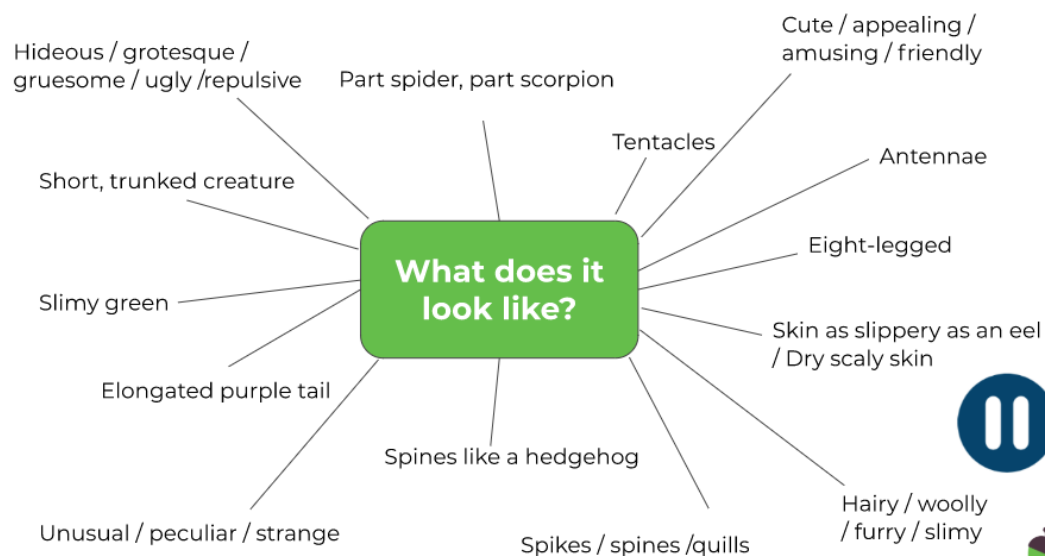 Cute / appealing /
amusing / friendly
Hideous / grotesque /
gruesome / ugly /repulsive
Part spider, part scorpion
Tentacles
Antennae
Short, trunked creature
Eight-legged
What does it
look like?
Slimy green
Skin as slippery as an eel
/ Dry scaly skin
Elongated purple tail
Spines like a hedgehog
Hairy / woolly
/ furry / slimy
Unusual / peculiar / strange
Spikes / spines /quills